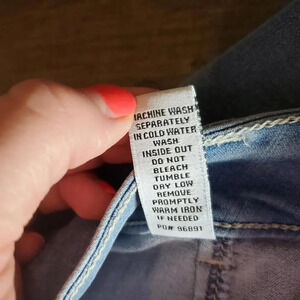 MACHINE WASH
SEPARATELY
IN COLD WATER
WASH
INSIDE OUT
DO NOT
BLEACH
TUMBLE
DRY LOW
REMOVE
PROMPTLY
WARM IRON
IF NEEDED
PO# 96891